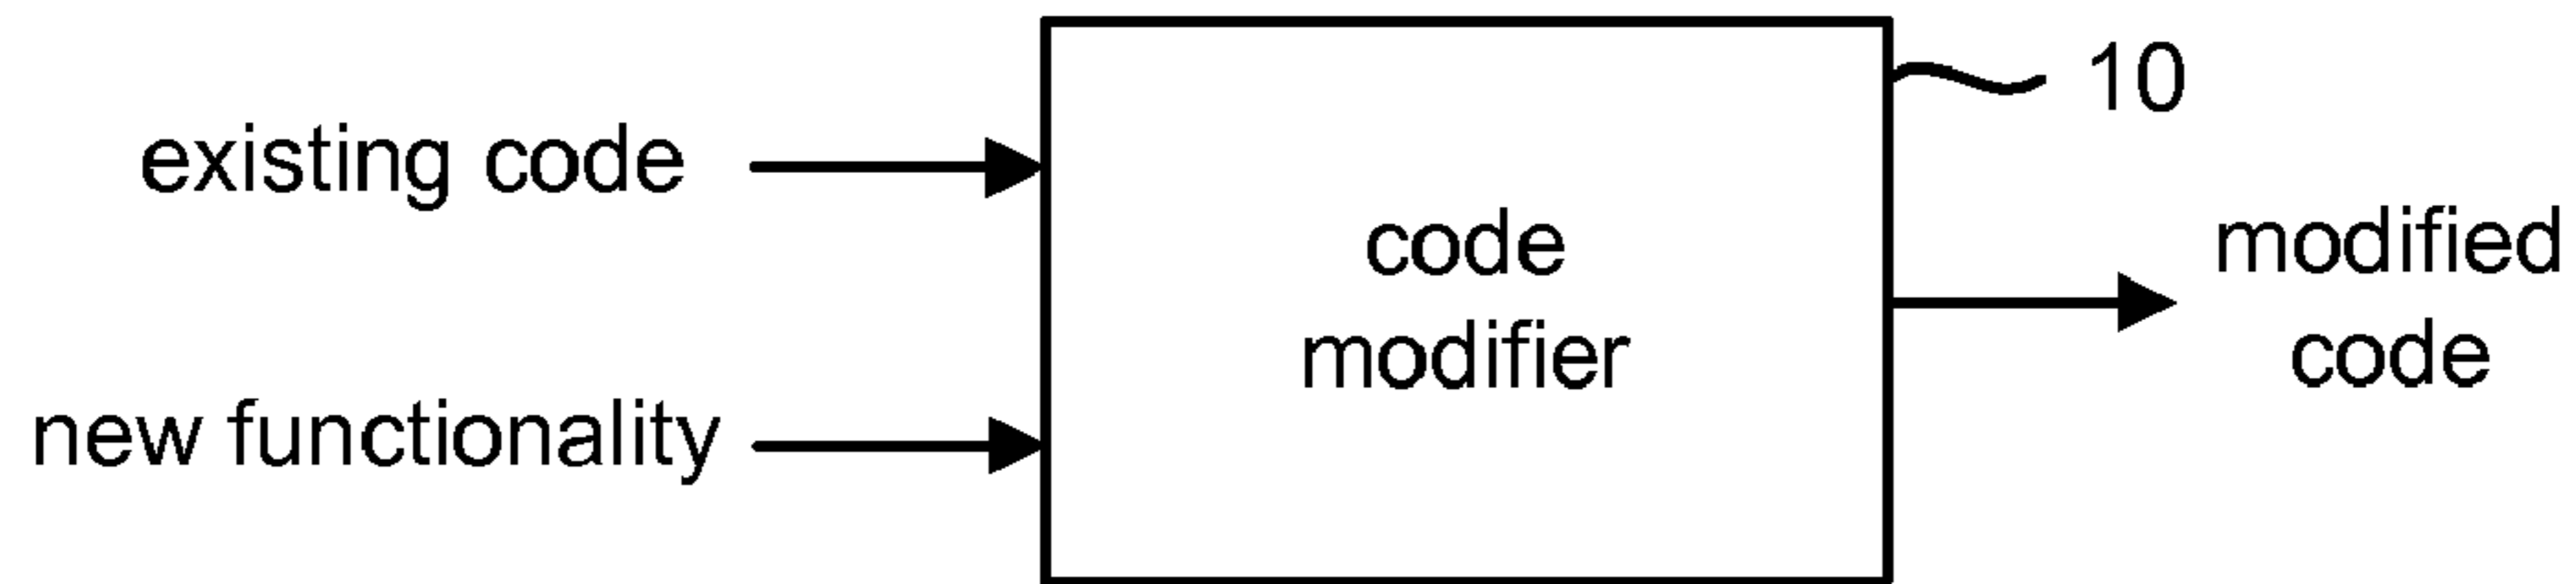 existing code
new functionality
code
modifier
10
modified
code